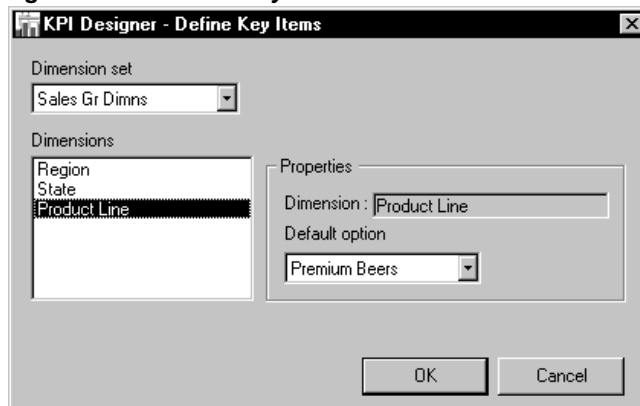 KPI Designer - Define Key Items
Dimension set
Sales Gr Dimns
Dimensions
Region
State
Product Line
Properties
Dimension : Product Line
Default option
Premium Beers
OK
Cancel